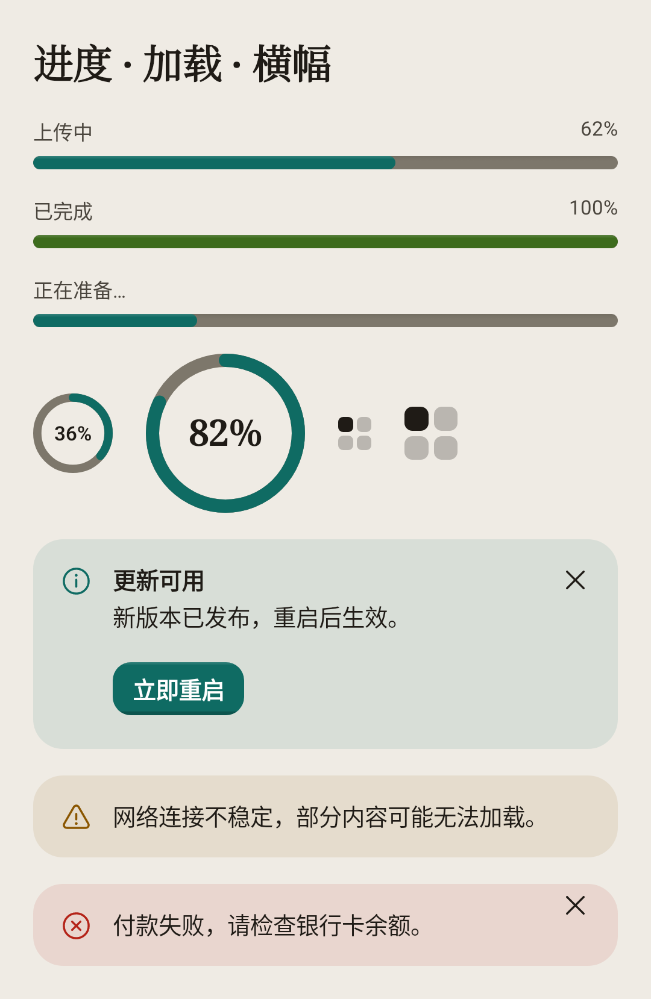 进度 · 加载 · 横幅
上传中 62%
已完成 100%
正在准备…
36% 82%
更新可用
新版本已发布，重启后生效。
立即重启
网络连接不稳定，部分内容可能无法加载。
付款失败，请检查银行卡余额。